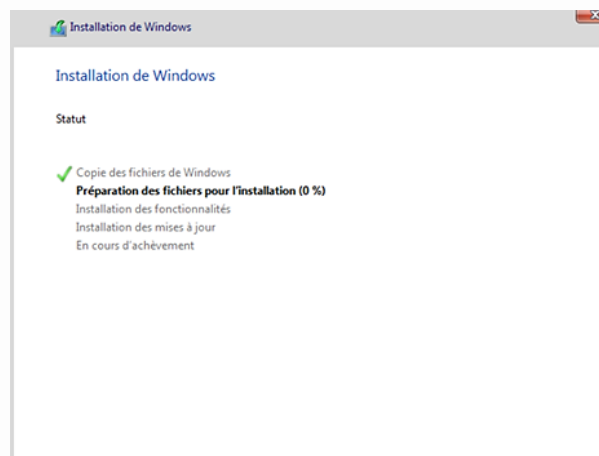 Installation de Windows
Installation de Windows
Statut
Copie des fichiers de Windows
Préparation des fichiers pour l'installation (0 %)
Installation des fonctionnalités
Installation des mises à jour
En cours d'achèvement